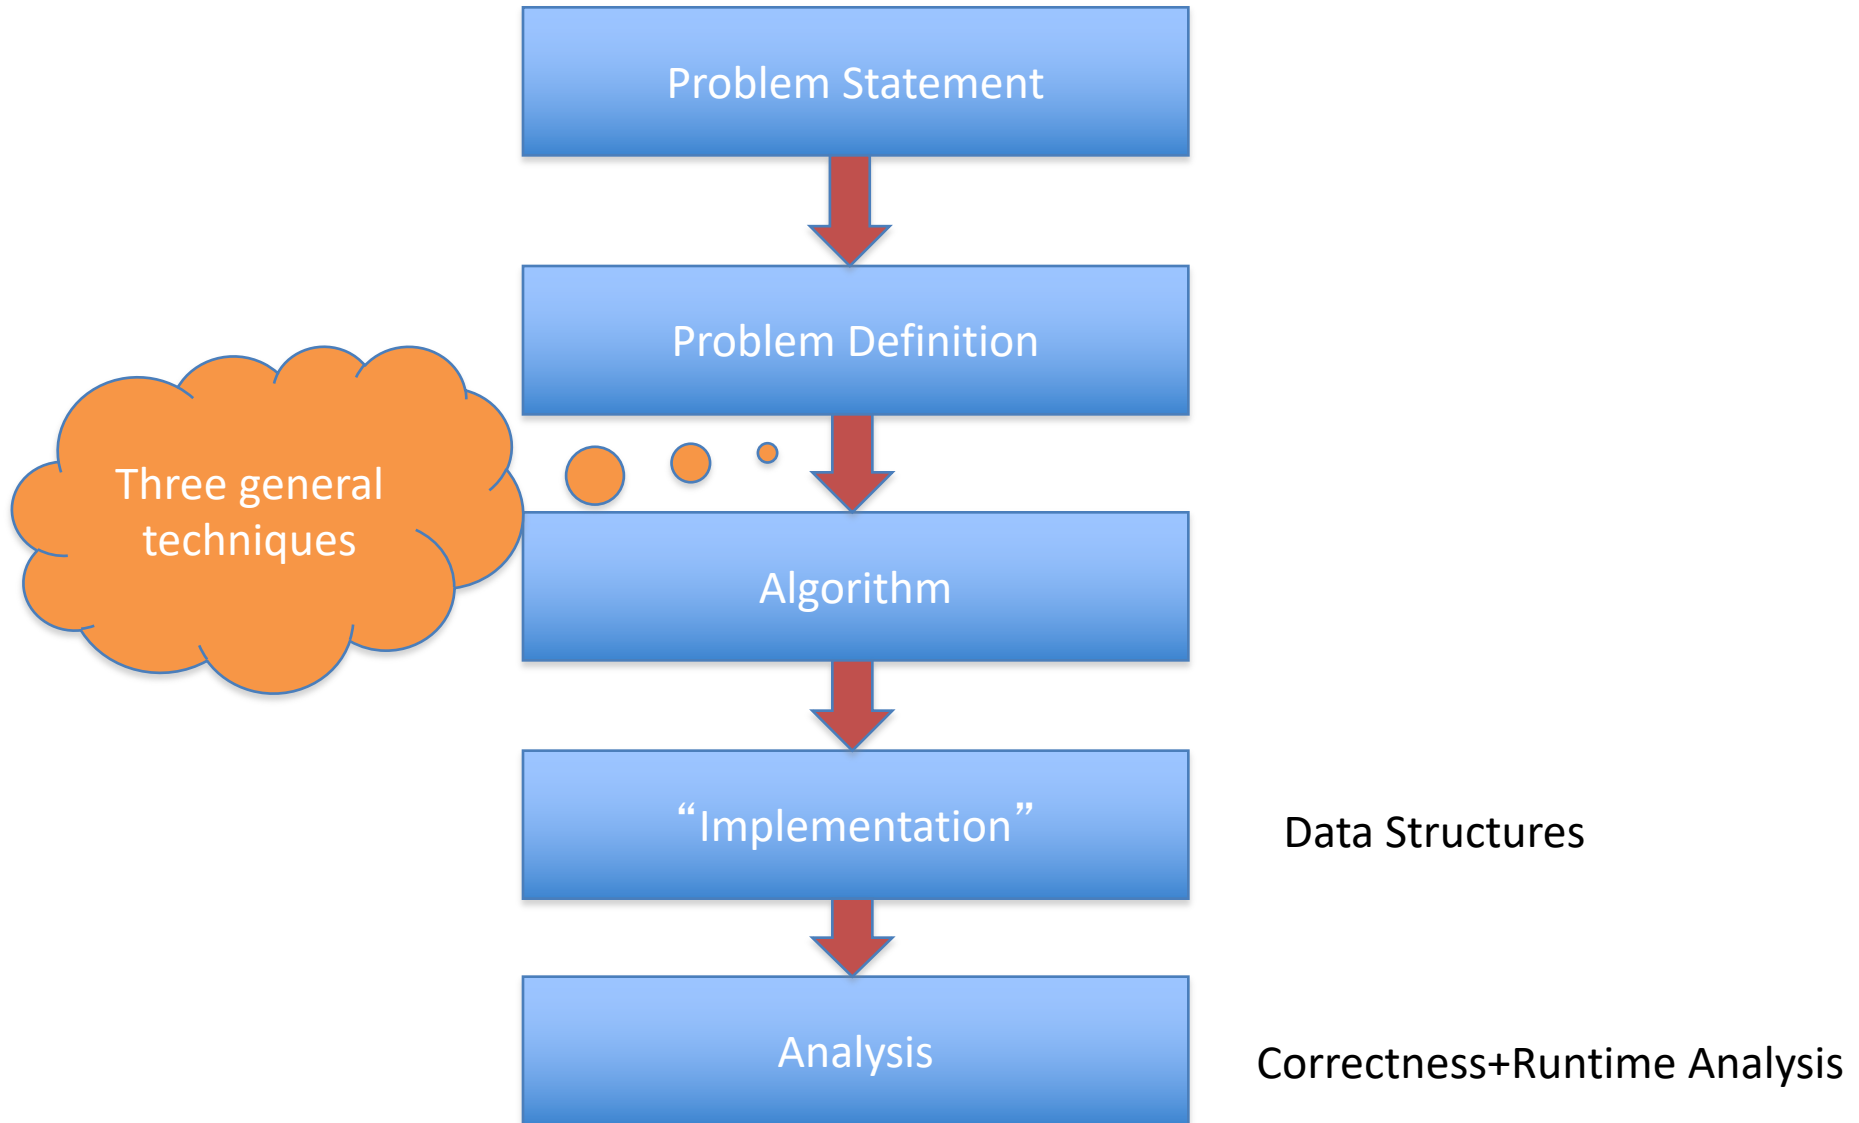 Problem Statement
Problem Definition
Three general
techniques
Algorithm
“Implementation”
Data Structures
Analysis
Correctness+Runtime Analysis